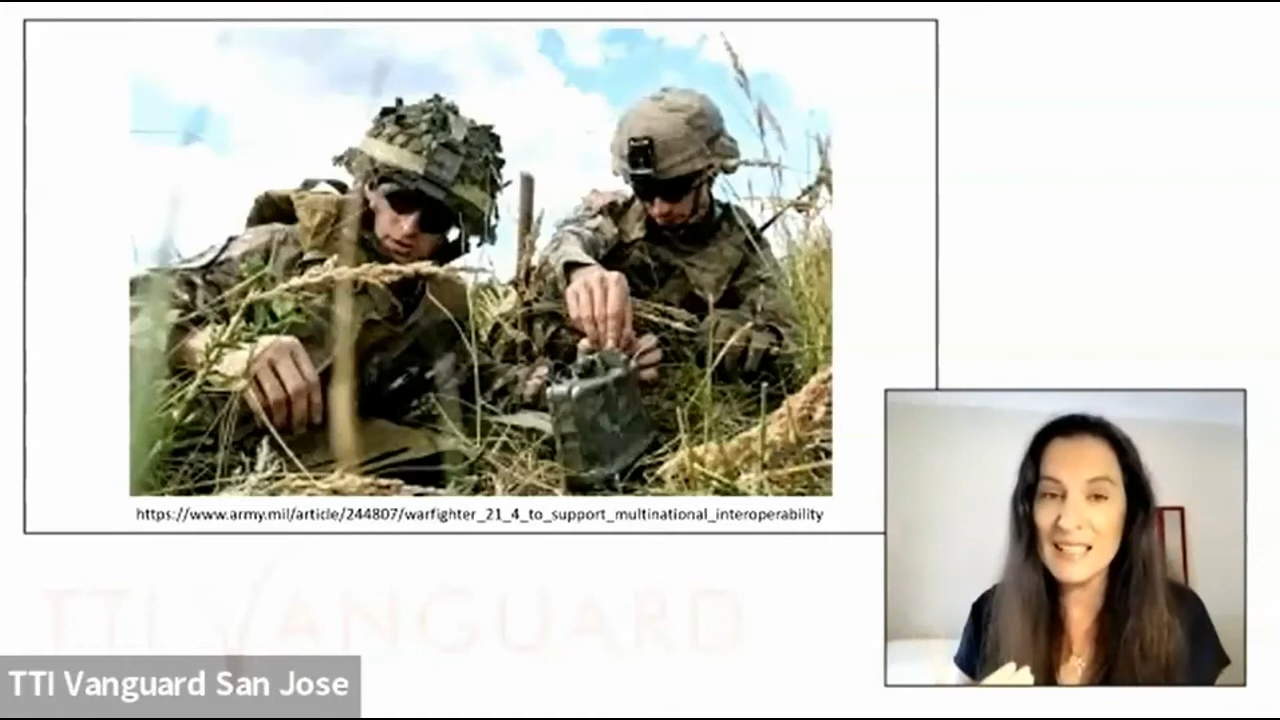 https://www.army.mil/article/244807/warfighter_21_4_to_support_multinational_interoperability
TTI VANGUARD
TTI Vanguard San Jose